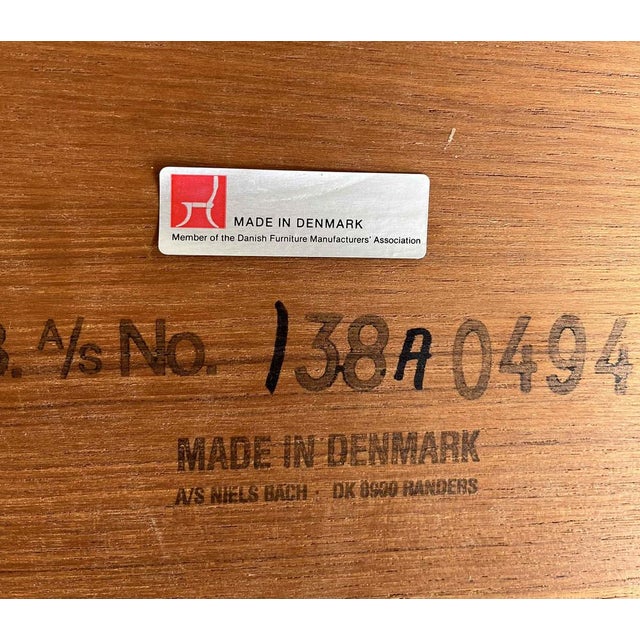 MADE IN DENMARK
Member of the Danish Furniture Manufacturers' Association
B. A/S No. 138A 0494
MADE IN DENMARK
A/S NIELS BACH · DK 8900 RANDERS